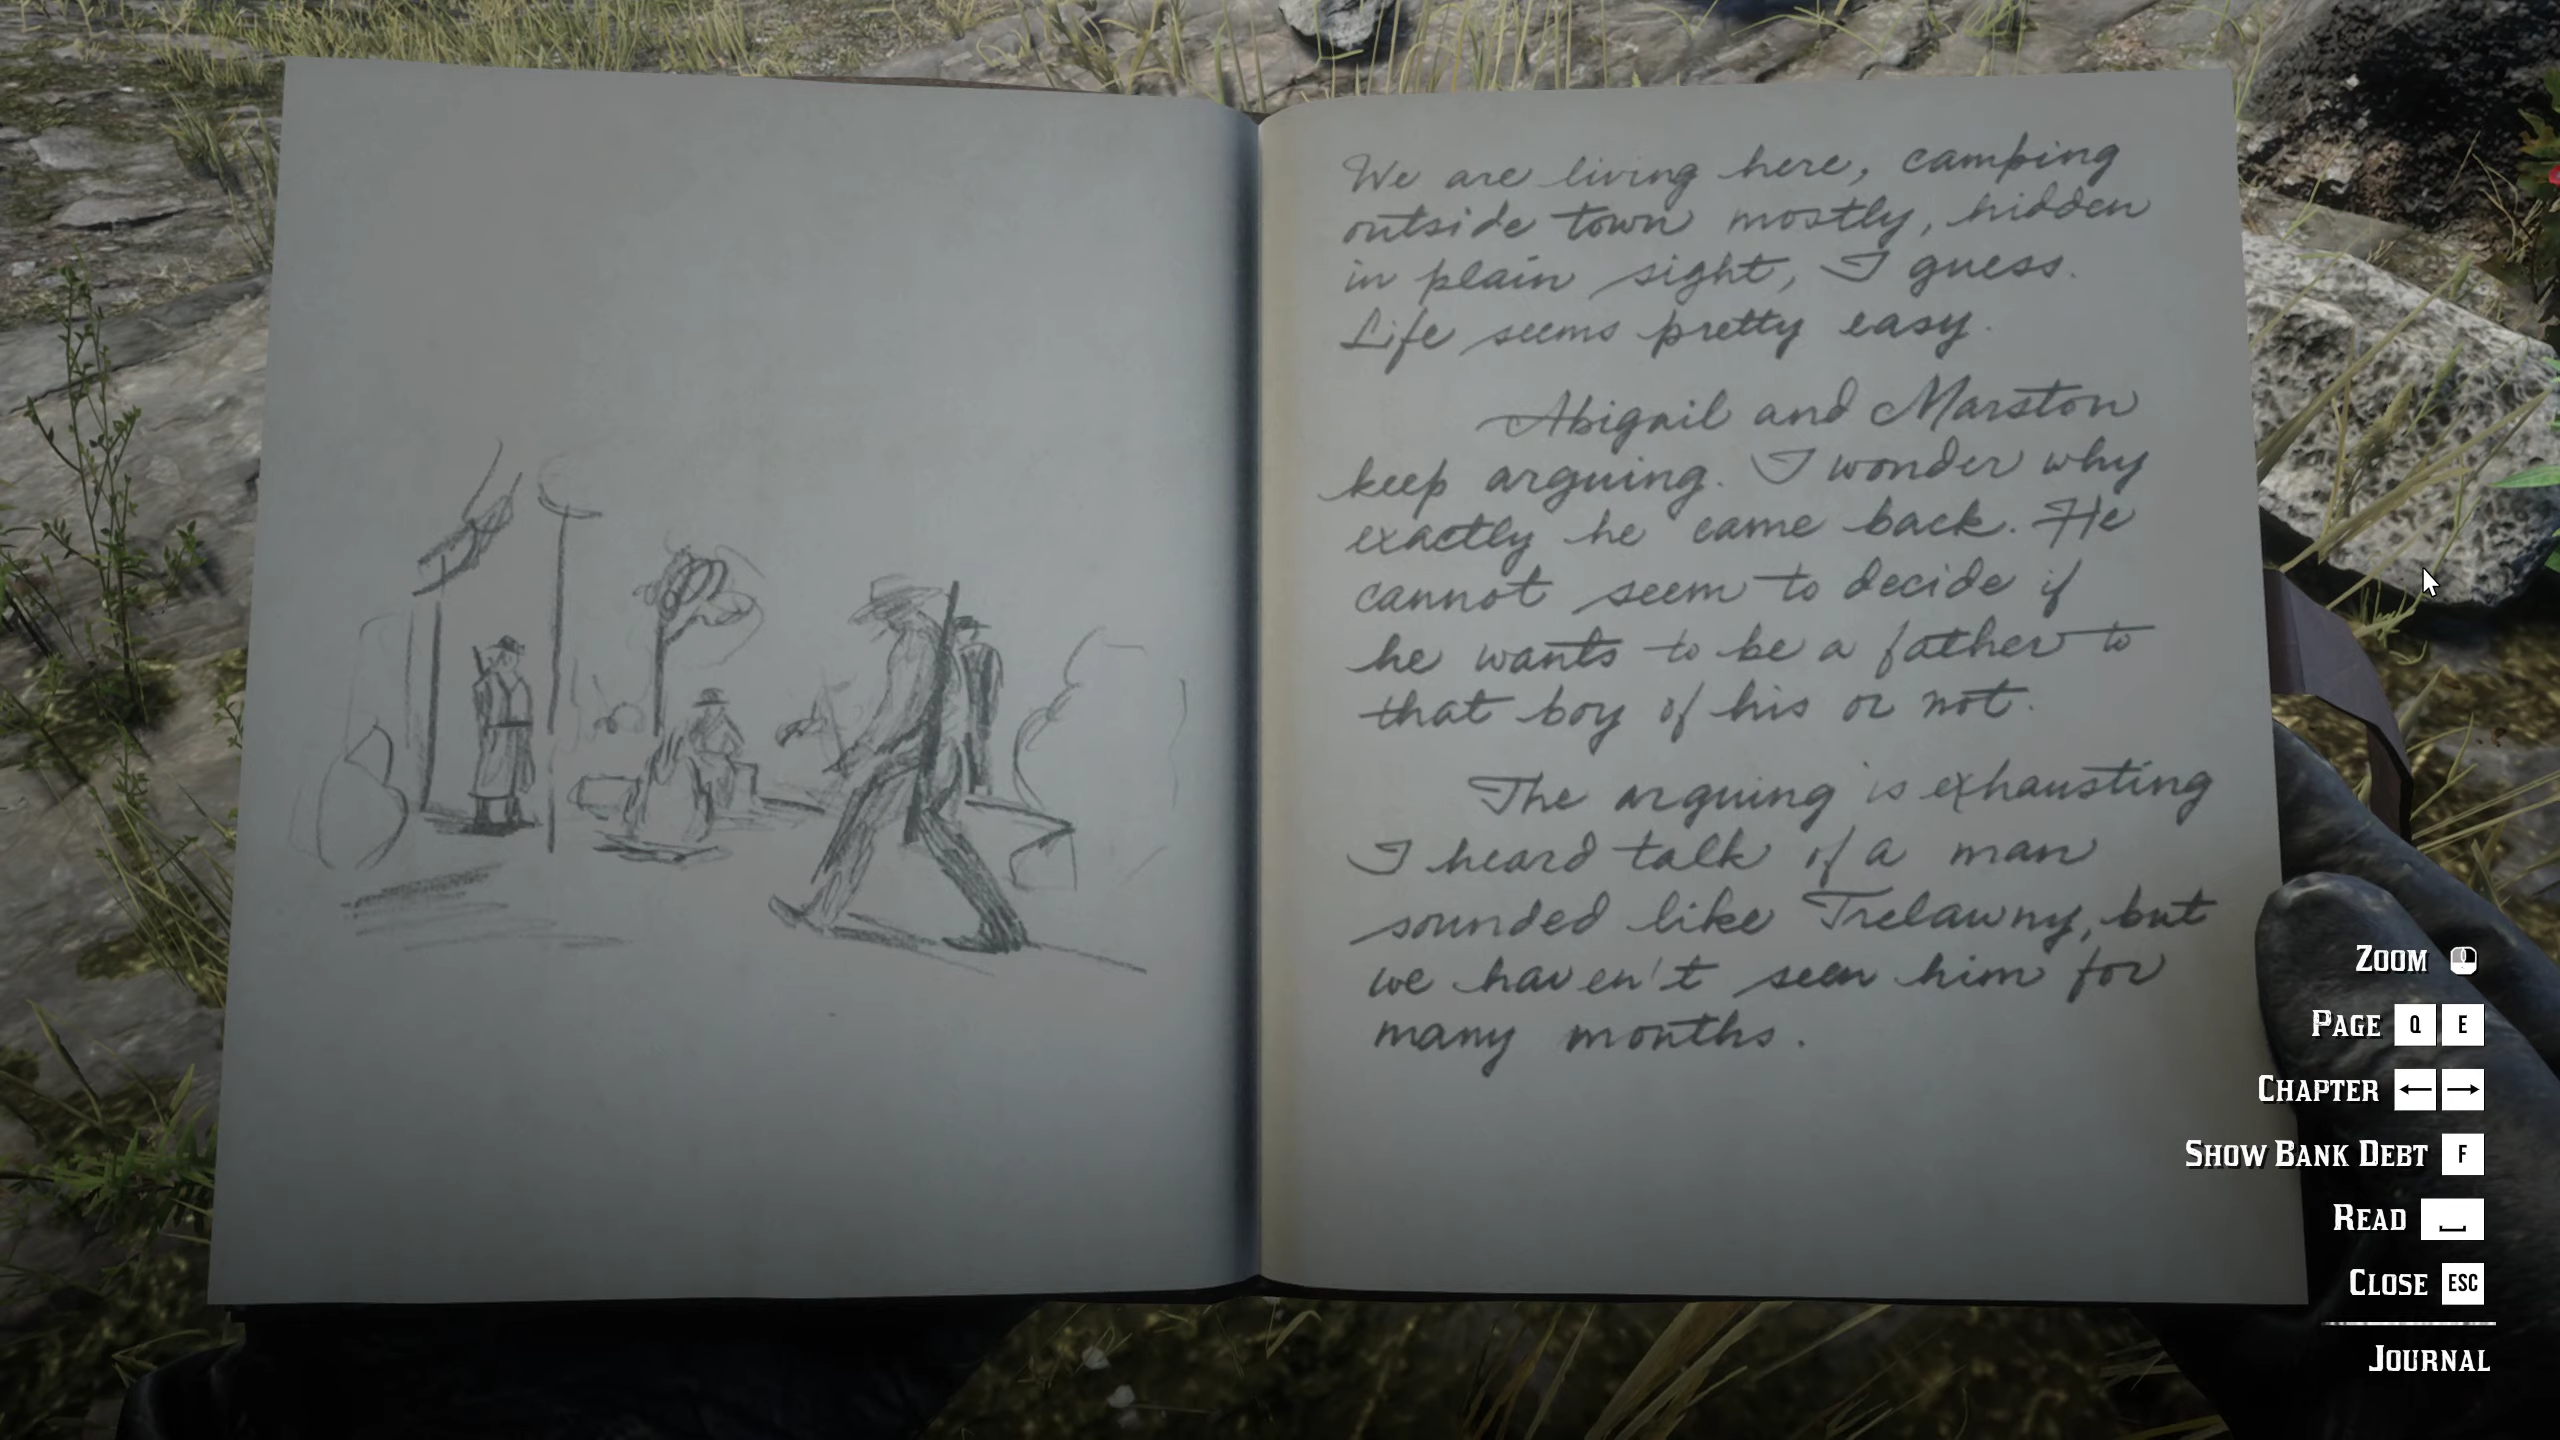 We are living here, camping
outside town mostly, hidden
in plain sight, I guess.
Life seems pretty easy.
Abigail and Marston
keep arguing. I wonder why
exactly he came back. He
cannot seem to decide if
he wants to be a father to
that boy of his or not.
The arguing is exhausting
I heard talk of a man
sounded like Trelawny, but
we haven't seen him for
many months.
ZOOM
PAGE Q E
CHAPTER ← →
SHOW BANK DEBT F
READ
CLOSE ESC
JOURNAL